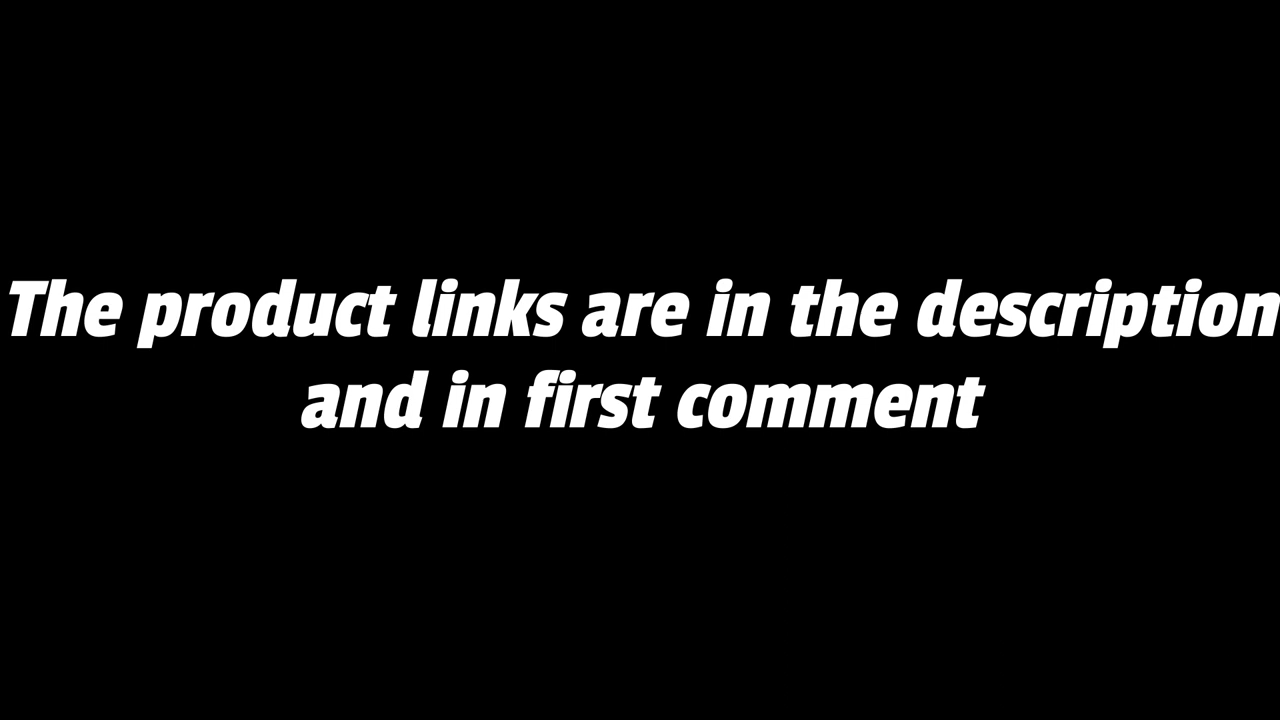 The product links are in the description
and in first comment